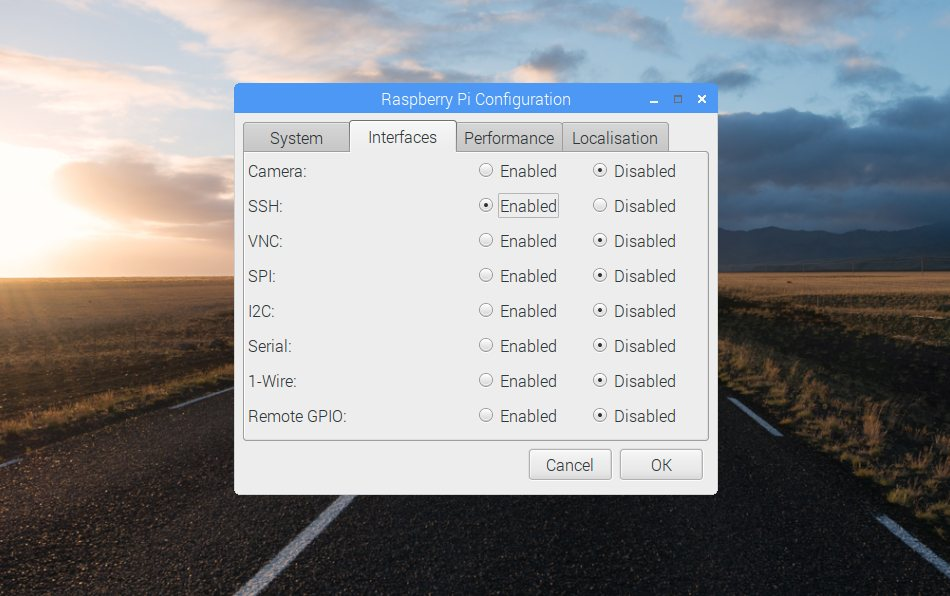 Raspberry Pi Configuration
System Interfaces Performance Localisation
Camera: Enabled Disabled
SSH: Enabled Disabled
VNC: Enabled Disabled
SPI: Enabled Disabled
I2C: Enabled Disabled
Serial: Enabled Disabled
1-Wire: Enabled Disabled
Remote GPIO: Enabled Disabled
Cancel OK